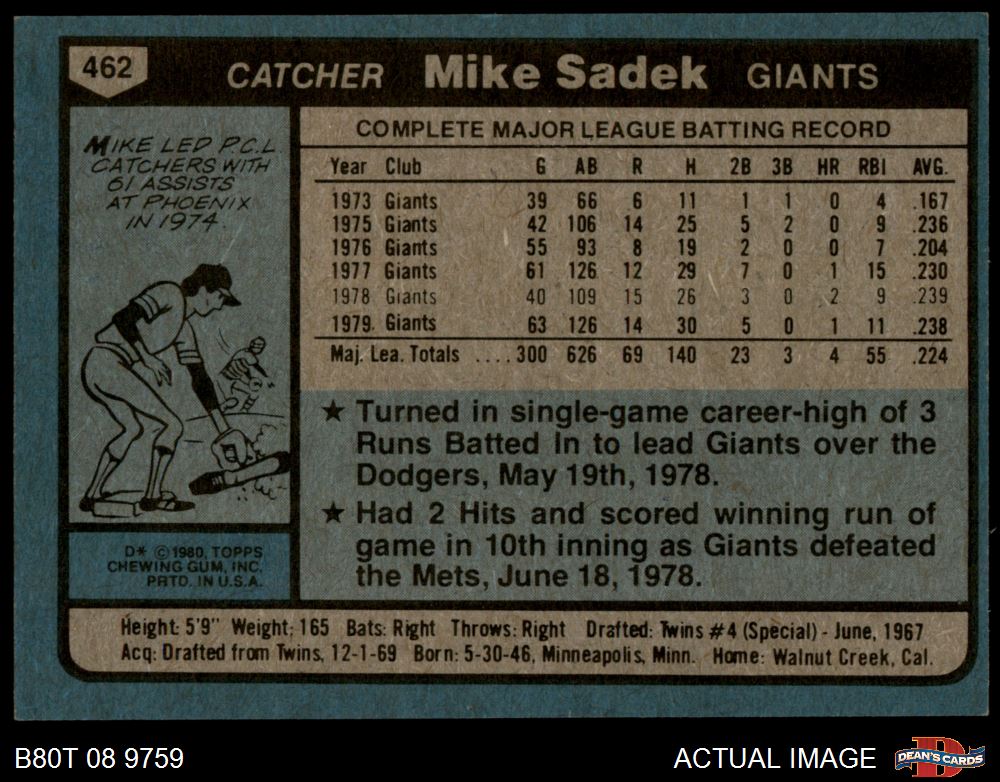 462
CATCHER Mike Sadek GIANTS
MIKE LED P.C.L.
CATCHERS WITH
61 ASSISTS
AT PHOENIX
IN 1974.
COMPLETE MAJOR LEAGUE BATTING RECORD
Year Club G AB R H 2B 3B HR RBI AVG.
1973 Giants 39 66 6 11 1 1 0 4 .167
1975 Giants 42 106 14 25 5 2 0 9 .236
1976 Giants 55 93 8 19 2 0 0 7 .204
1977 Giants 61 126 12 29 7 0 1 15 .230
1978 Giants 40 109 15 26 3 0 2 9 .239
1979. Giants 63 126 14 30 5 0 1 11 .238
Maj. Lea. Totals ....300 626 69 140 23 3 4 55 .224
★ Turned in single-game career-high of 3
Runs Batted In to lead Giants over the
Dodgers, May 19th, 1978.
★ Had 2 Hits and scored winning run of
game in 10th inning as Giants defeated
the Mets, June 18, 1978.
D* © 1980, TOPPS
CHEWING GUM, INC.
PRTD. IN U.S.A.
Height: 5'9" Weight: 165 Bats: Right Throws: Right Drafted: Twins #4 (Special) - June, 1967
Acq: Drafted from Twins, 12-1-69 Born: 5-30-46, Minneapolis, Minn. Home: Walnut Creek, Cal.
B80T 08 9759 ACTUAL IMAGE
D
DEAN'S CARDS